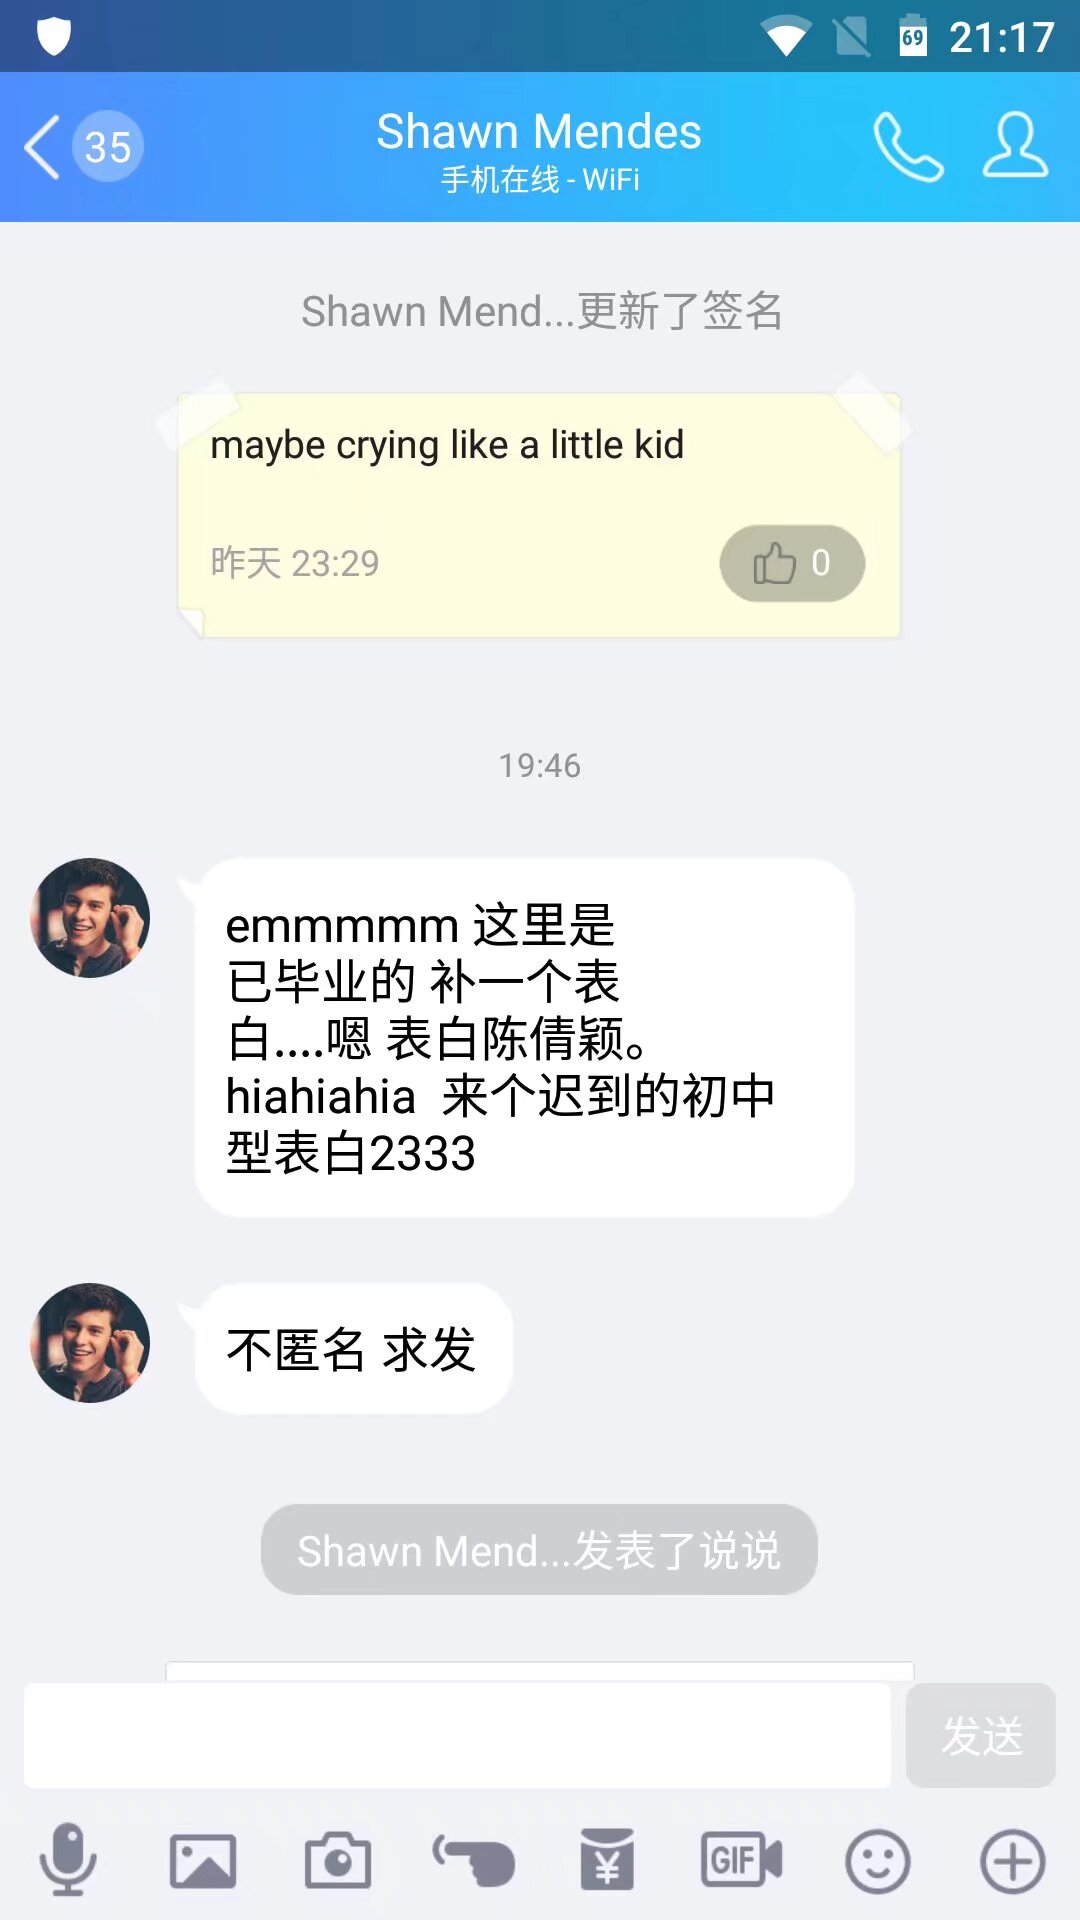 69 21:17
35
Shawn Mendes
手机在线 - WiFi
Shawn Mend...更新了签名
maybe crying like a little kid
昨天 23:29
0
19:46
emmmmm 这里是
已毕业的 补一个表
白....嗯 表白陈倩颖。
hiahiahia 来个迟到的初中
型表白2333
不匿名 求发
Shawn Mend...发表了说说
发送
GIF